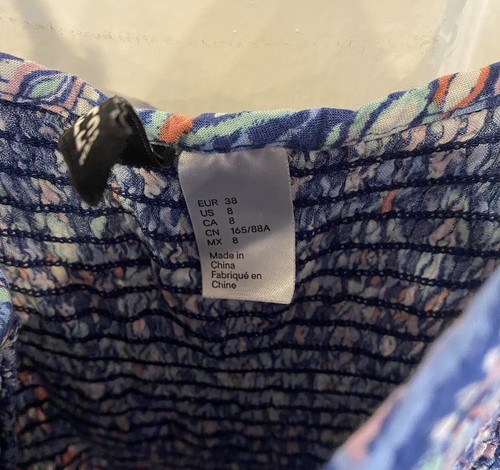 EUR 38
US 8
CA 8
CN 165/88A
MX 8
Made in
China
Fabriqué en
Chine